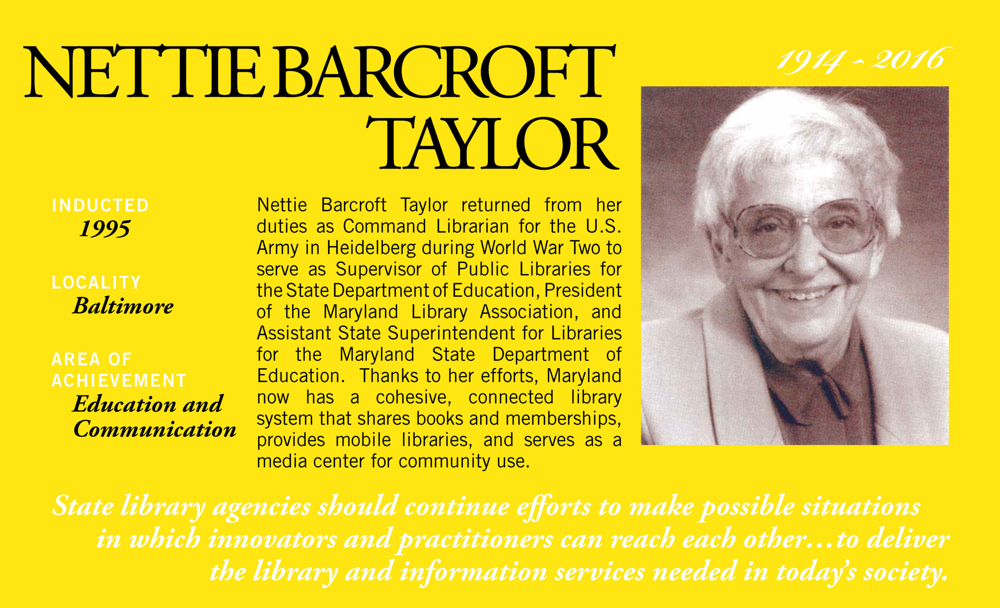 NETTIE BARCROFT
TAYLOR
1914 - 2016
INDUCTED
1995
LOCALITY
Baltimore
AREA OF
ACHIEVEMENT
Education and
Communication
Nettie Barcroft Taylor returned from her
duties as Command Librarian for the U.S.
Army in Heidelberg during World War Two to
serve as Supervisor of Public Libraries for
the State Department of Education, President
of the Maryland Library Association, and
Assistant State Superintendent for Libraries
for the Maryland State Department of
Education. Thanks to her efforts, Maryland
now has a cohesive, connected library
system that shares books and memberships,
provides mobile libraries, and serves as a
media center for community use.
State library agencies should continue efforts to make possible situations
in which innovators and practitioners can reach each other...to deliver
the library and information services needed in today's society.